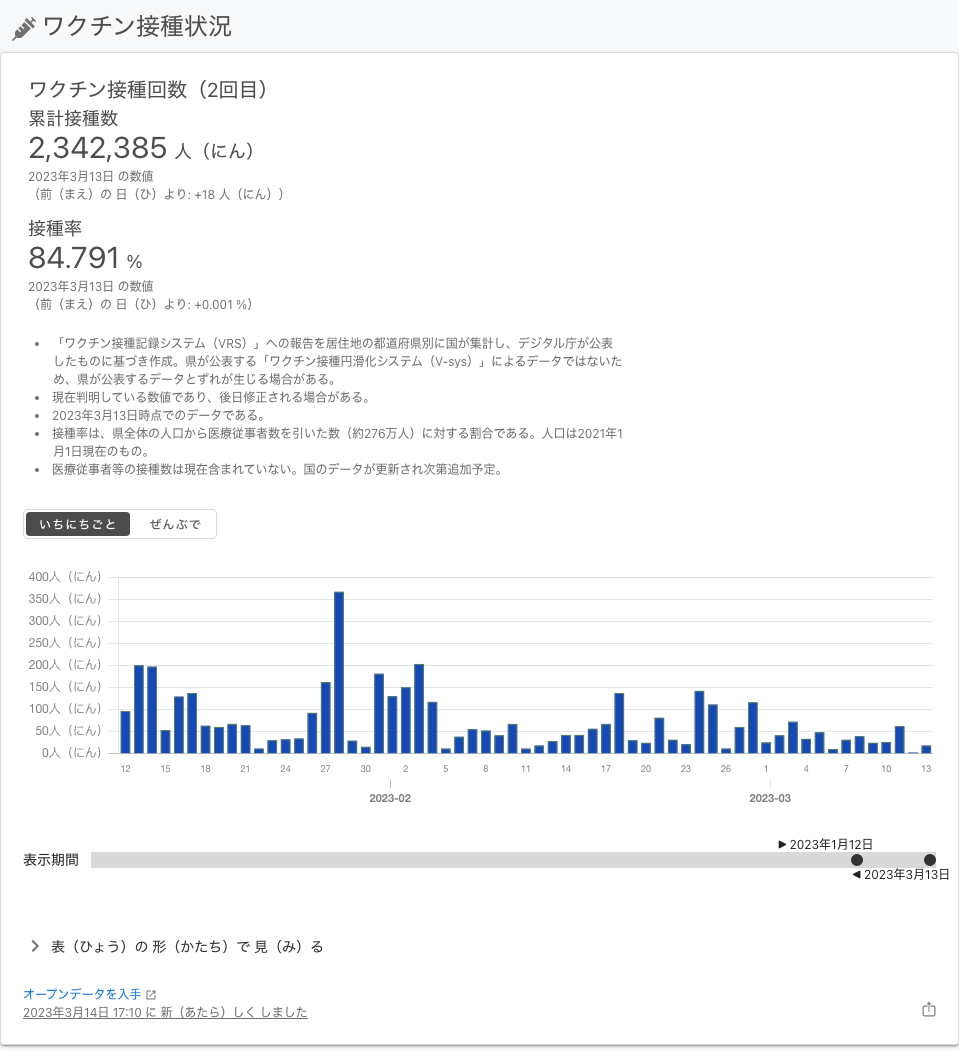 ワクチン接種状況
ワクチン接種回数（2回目）
累計接種数
2,342,385 人（にん）
2023年3月13日 の数値
（前（まえ）の 日（ひ）より: +18 人（にん））
接種率
84.791 %
2023年3月13日 の数値
（前（まえ）の 日（ひ）より: +0.001 %）
• 「ワクチン接種記録システム（VRS）」への報告を居住地の都道府県別に国が集計し、デジタル庁が公表
したものに基づき作成。県が公表する「ワクチン接種円滑化システム（V-sys）」によるデータではないた
め、県が公表するデータとずれが生じる場合がある。
• 現在判明している数値であり、後日修正される場合がある。
• 2023年3月13日時点でのデータである。
• 接種率は、県全体の人口から医療従事者数を引いた数（約276万人）に対する割合である。人口は2021年1
月1日現在のもの。
• 医療従事者等の接種数は現在含まれていない。国のデータが更新され次第追加予定。
いちにちごと ぜんぶで
400人（にん）
350人（にん）
300人（にん）
250人（にん）
200人（にん）
150人（にん）
100人（にん）
50人（にん）
0人（にん）
12 15 18 21 24 27 30 2 5 8 11 14 17 20 23 26 1 4 7 10 13
2023-02 2023-03
2023年1月12日
表示期間
2023年3月13日
表（ひょう）の 形（かたち）で 見（み）る
オープンデータを入手
2023年3月14日 17:10 に 新（あたら）しく しました